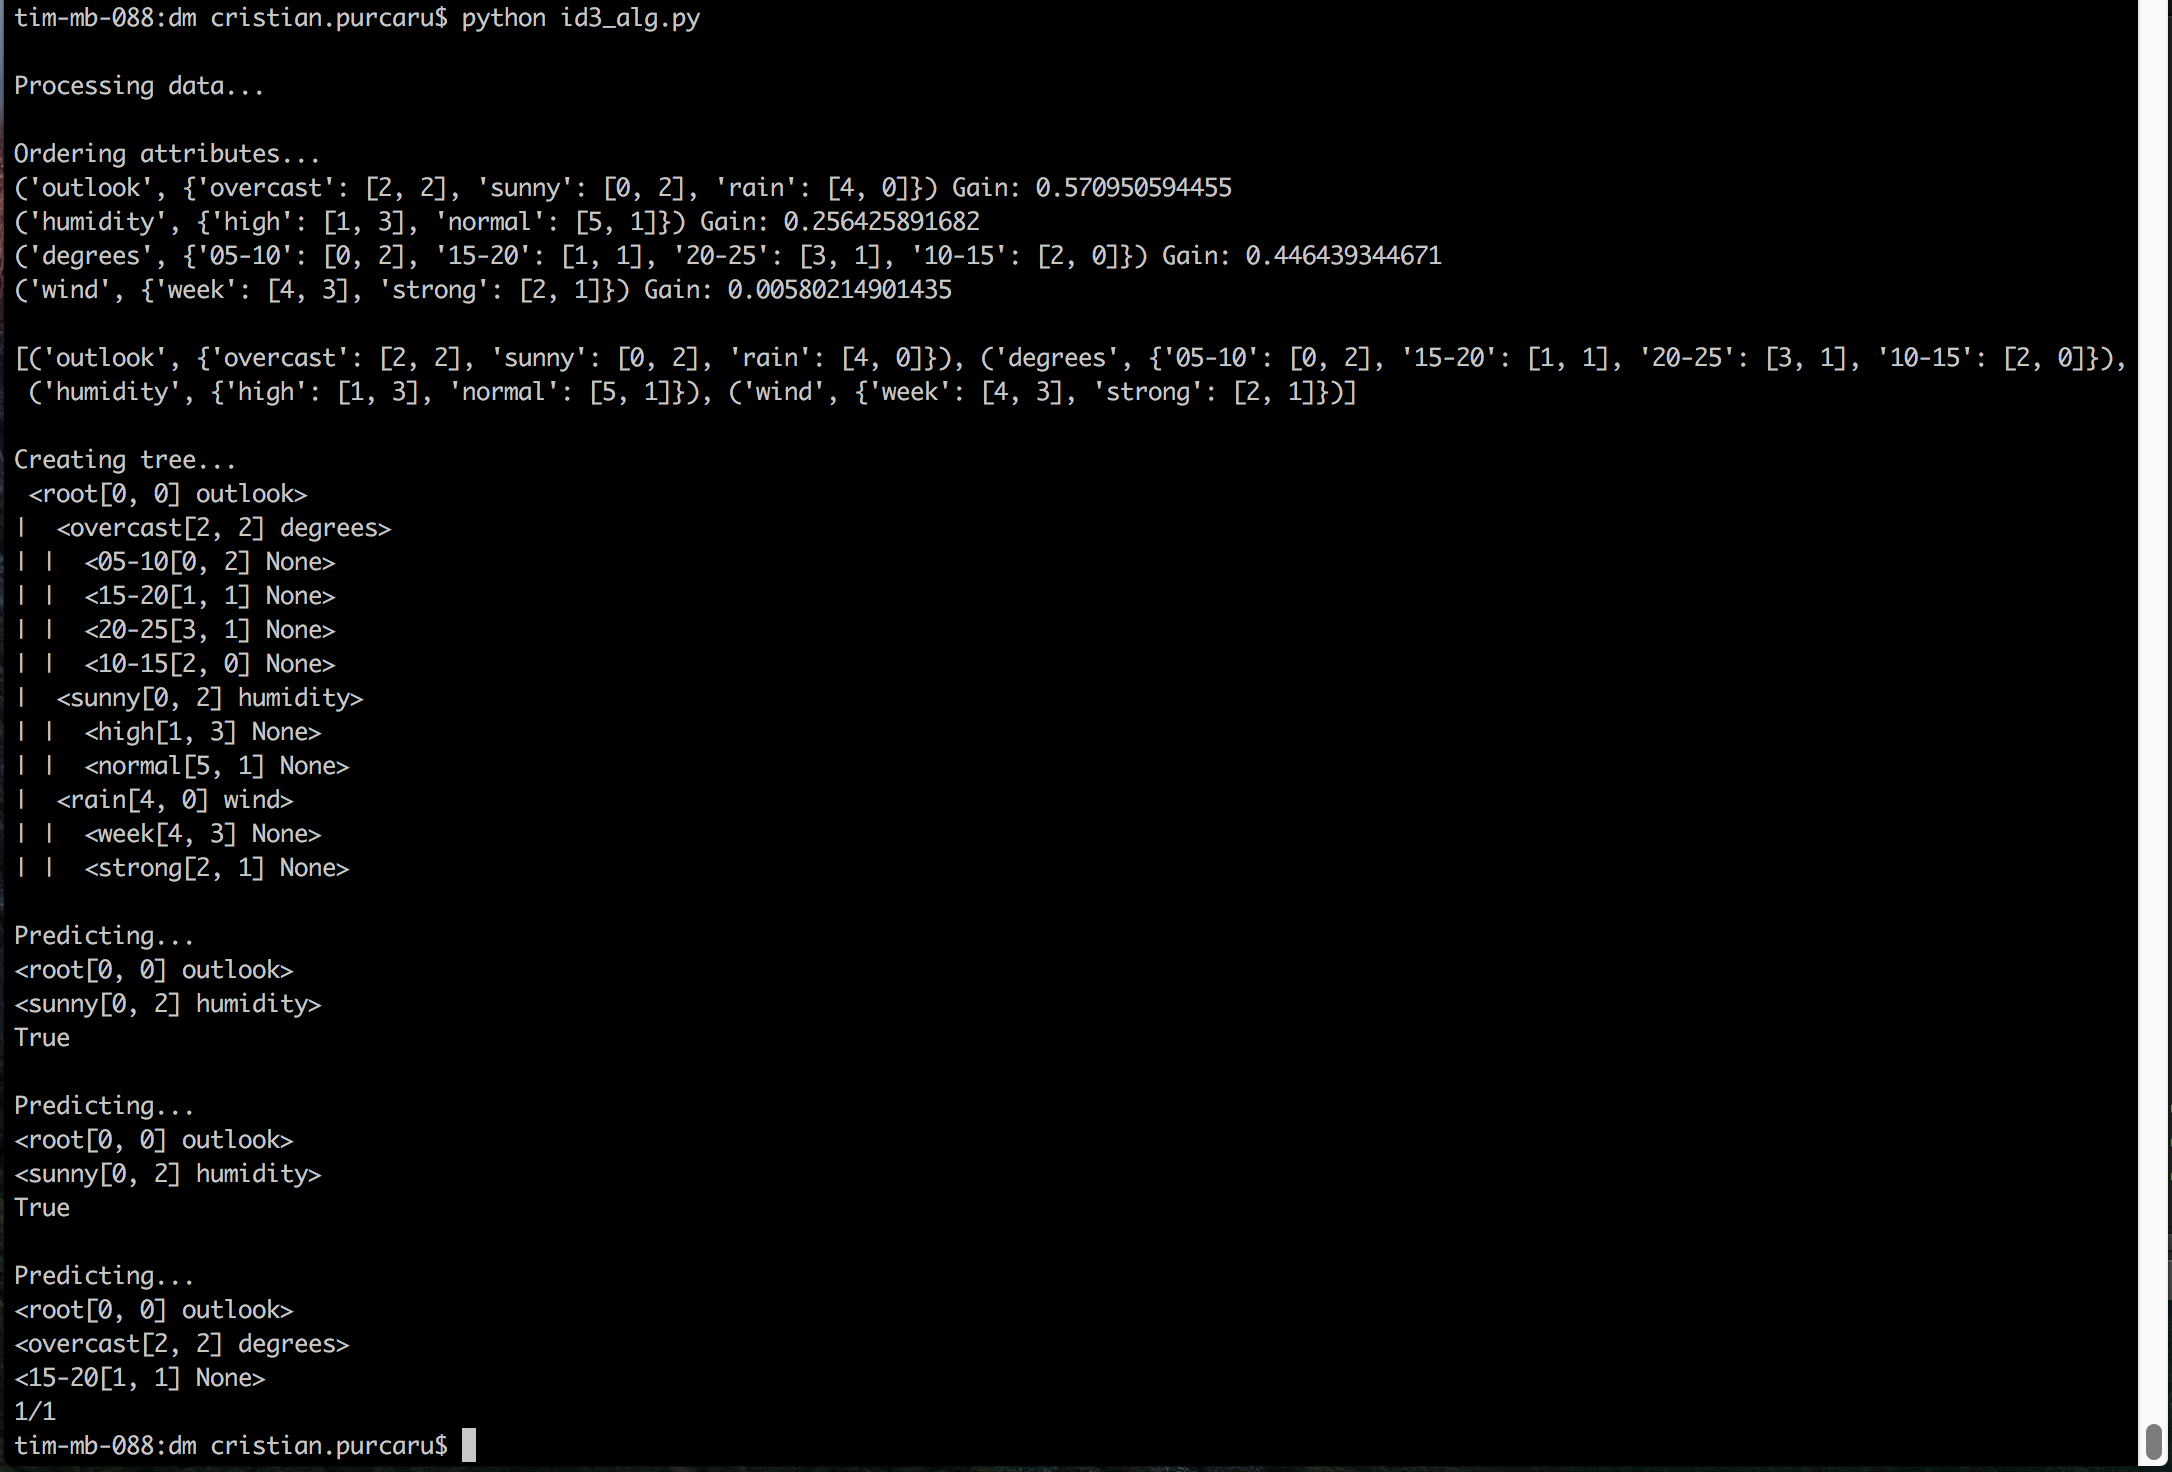 tim-mb-088:dm cristian.purcaru$ python id3_alg.py
Processing data...
Ordering attributes...
('outlook', {'overcast': [2, 2], 'sunny': [0, 2], 'rain': [4, 0]}) Gain: 0.570950594455
('humidity', {'high': [1, 3], 'normal': [5, 1]}) Gain: 0.256425891682
('degrees', {'05-10': [0, 2], '15-20': [1, 1], '20-25': [3, 1], '10-15': [2, 0]}) Gain: 0.446439344671
('wind', {'week': [4, 3], 'strong': [2, 1]}) Gain: 0.00580214901435
[('outlook', {'overcast': [2, 2], 'sunny': [0, 2], 'rain': [4, 0]}), ('degrees', {'05-10': [0, 2], '15-20': [1, 1], '20-25': [3, 1], '10-15': [2, 0]}),
 ('humidity', {'high': [1, 3], 'normal': [5, 1]}), ('wind', {'week': [4, 3], 'strong': [2, 1]})]
Creating tree...
 <root[0, 0] outlook>
|  <overcast[2, 2] degrees>
| |  <05-10[0, 2] None>
| |  <15-20[1, 1] None>
| |  <20-25[3, 1] None>
| |  <10-15[2, 0] None>
|  <sunny[0, 2] humidity>
| |  <high[1, 3] None>
| |  <normal[5, 1] None>
|  <rain[4, 0] wind>
| |  <week[4, 3] None>
| |  <strong[2, 1] None>
Predicting...
<root[0, 0] outlook>
<sunny[0, 2] humidity>
True
Predicting...
<root[0, 0] outlook>
<sunny[0, 2] humidity>
True
Predicting...
<root[0, 0] outlook>
<overcast[2, 2] degrees>
<15-20[1, 1] None>
1/1
tim-mb-088:dm cristian.purcaru$